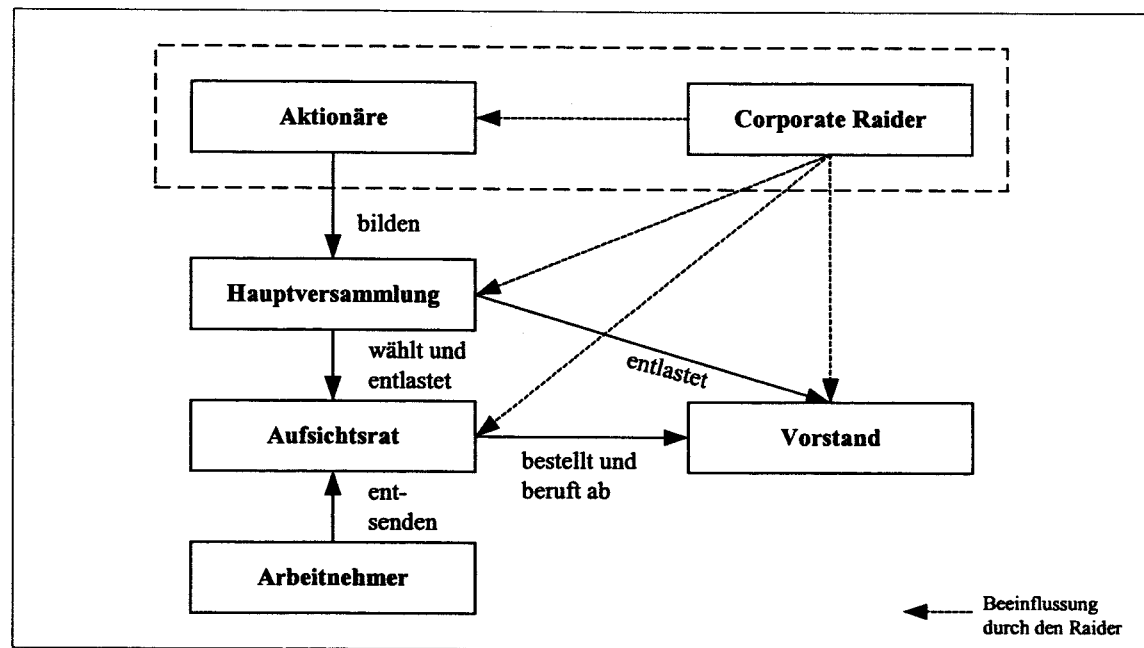 Aktionäre
Corporate Raider
bilden
Hauptversammlung
wählt und
entlastet
entlastet
Aufsichtsrat
Vorstand
bestellt und
beruft ab
ent-
senden
Arbeitnehmer
Beeinflussung
durch den Raider